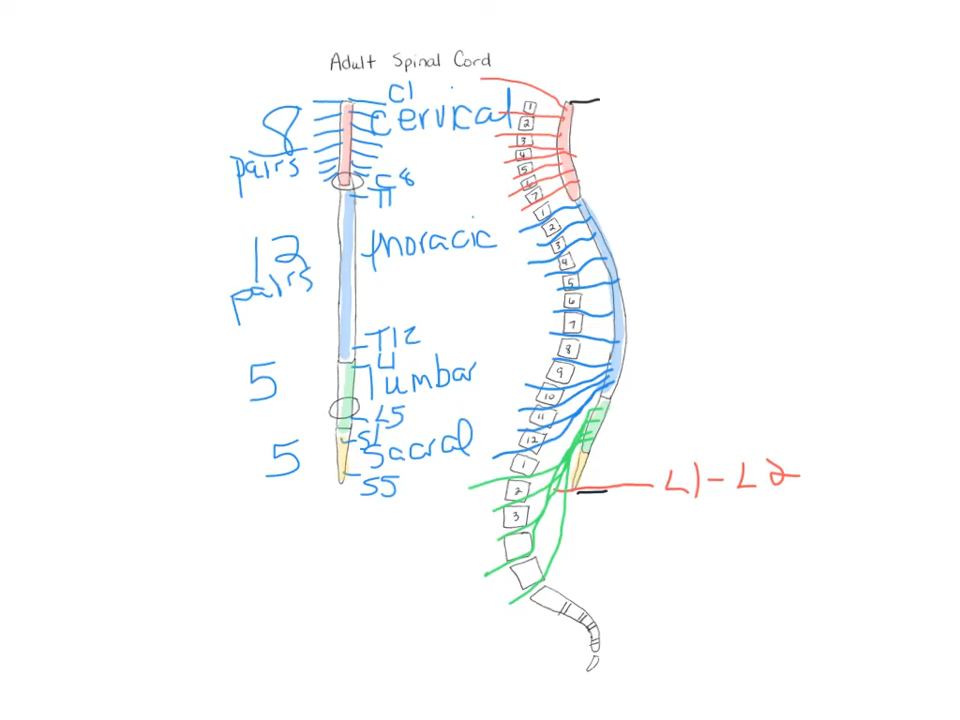 Adult Spinal Cord
C1
8 pairs
Cervical
C8
T1
12 pairs
thoracic
T12
L1
5
lumbar
L5
S1
5
Sacral
S5
1
2
3
4
5
6
7
1
2
3
4
5
6
7
8
9
10
11
12
1
2
3
L1-L2